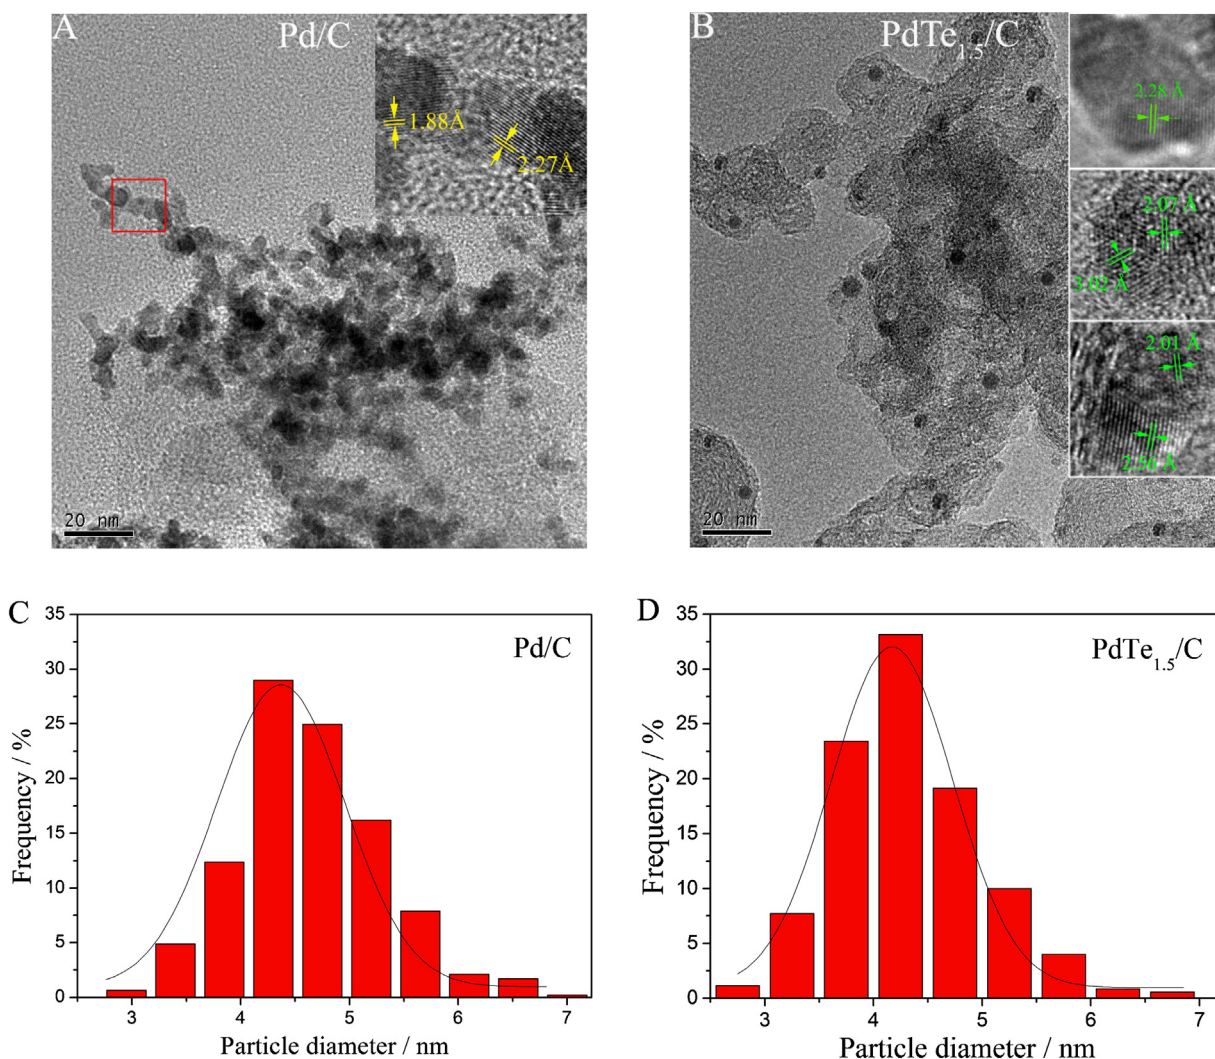 A
Pd/C
1.88Å
2.27Å
20 nm
B
PdTe1.5/C
2.28 Å
2.07 Å
3.02 Å
2.01 Å
2.56 Å
20 nm
C
Pd/C
Frequency / %
35
30
25
20
15
10
5
0
3 4 5 6 7
Particle diameter / nm
D
PdTe1.5/C
Frequency / %
35
30
25
20
15
10
5
0
3 4 5 6 7
Particle diameter / nm